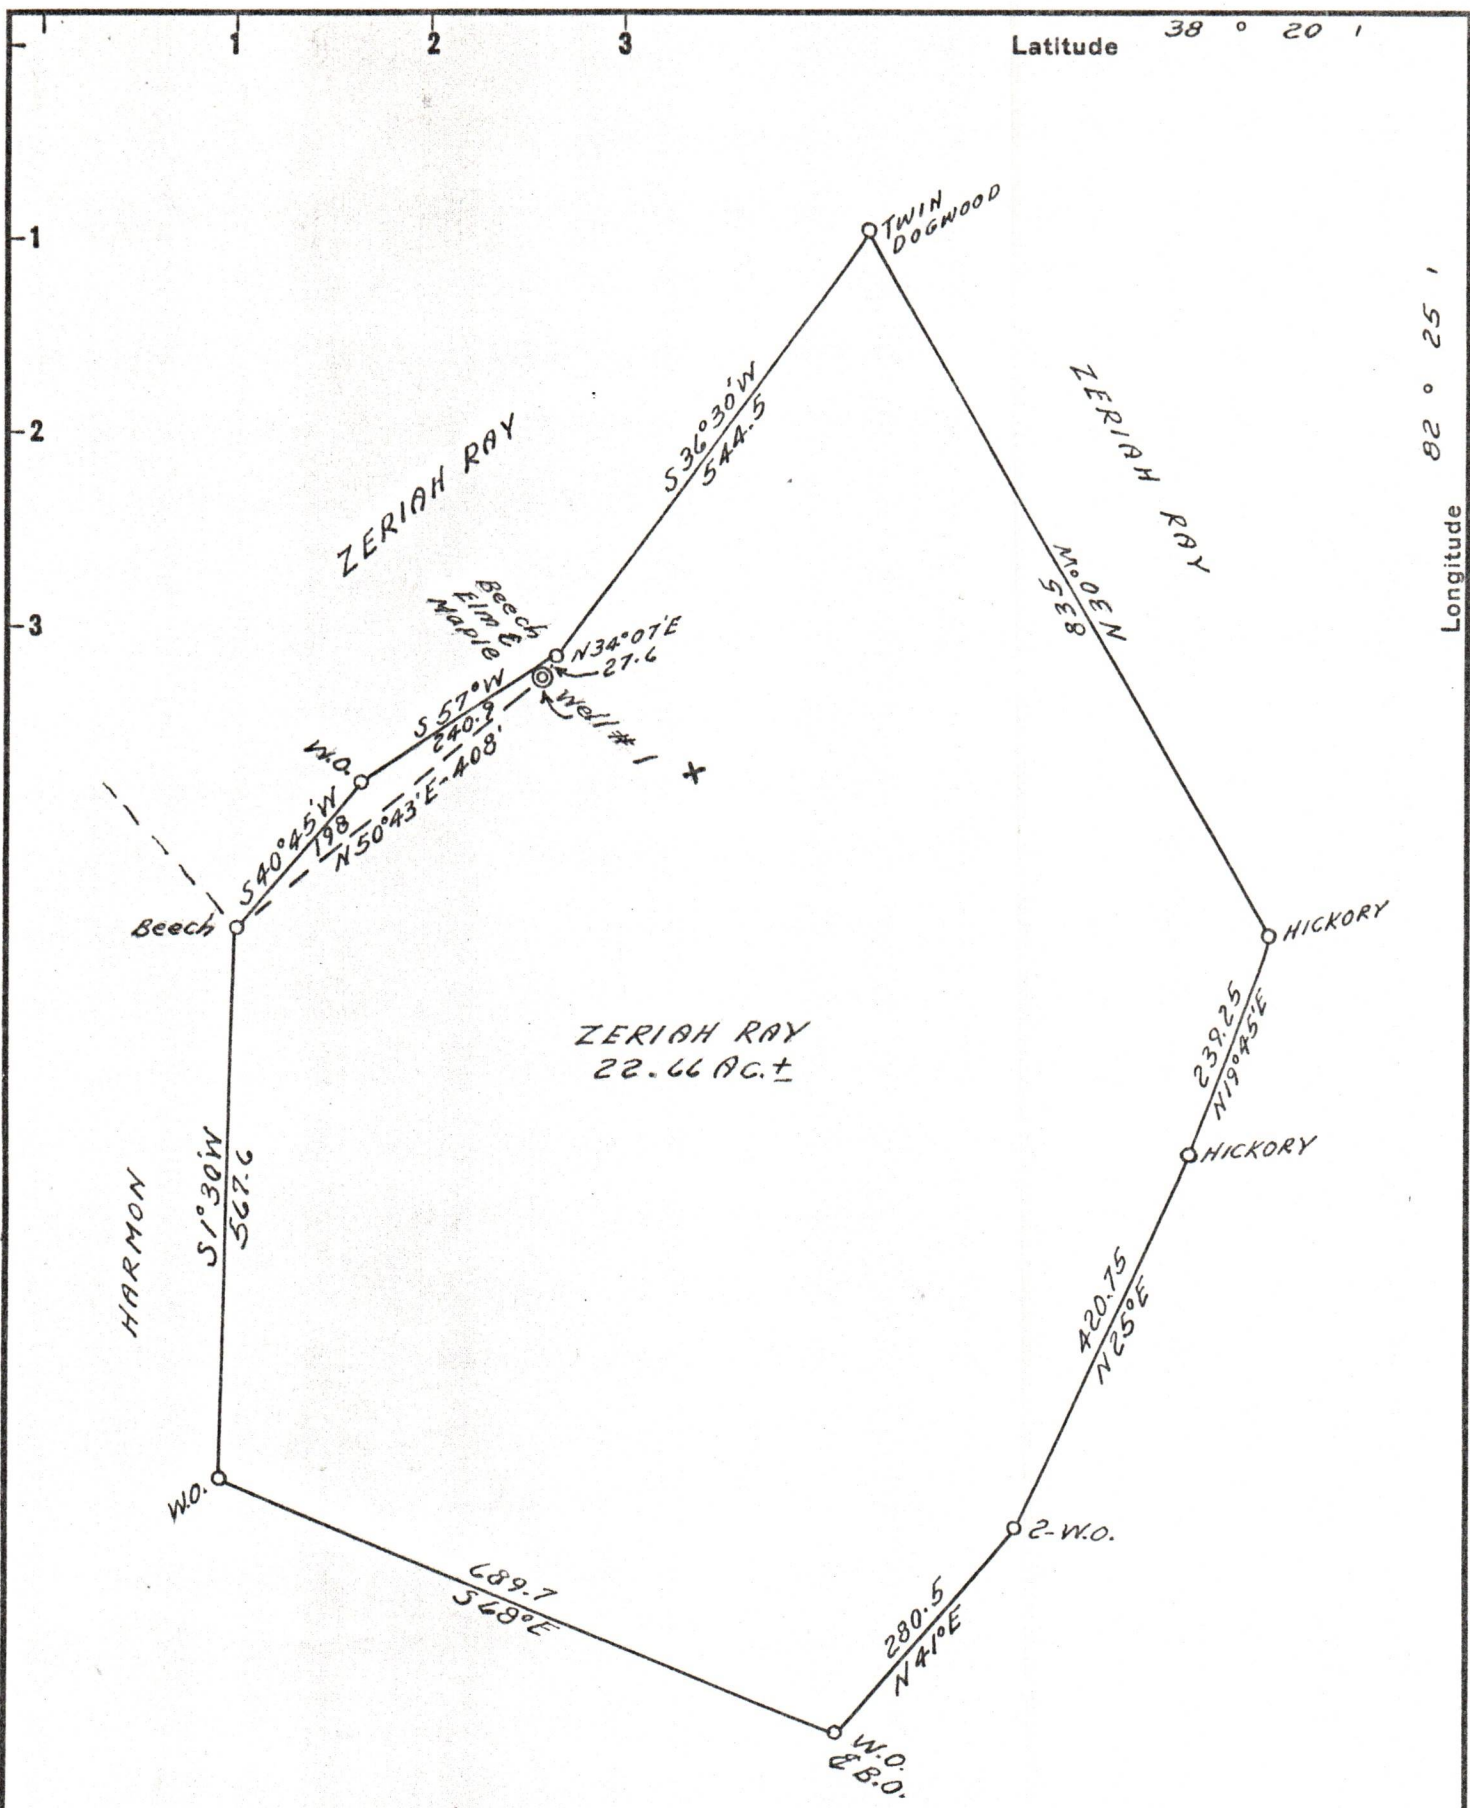 1 2 3
Latitude 38 ° 20 '
-1
-2
-3
82 ° 25 '
Longitude
TWIN
DOGWOOD
S 36°30'W
544.5
ZERIAH RAY
ZERIAH RAY
N 30°W
835
Beech
Elm &
Maple
N34°07'E
27.6
S 57°W
240.9
Well # 1
X
W.O.
N50°43'E-408'
S40°45'W
198
Beech
HICKORY
239.25
N19°45'E
ZERIAH RAY
22.66 AC.±
HICKORY
S1°30'W
567.6
HARMON
420.75
N25°E
W.O.
2-W.O.
689.7
S68°E
280.5
N41°E
W.O.
& B.O.